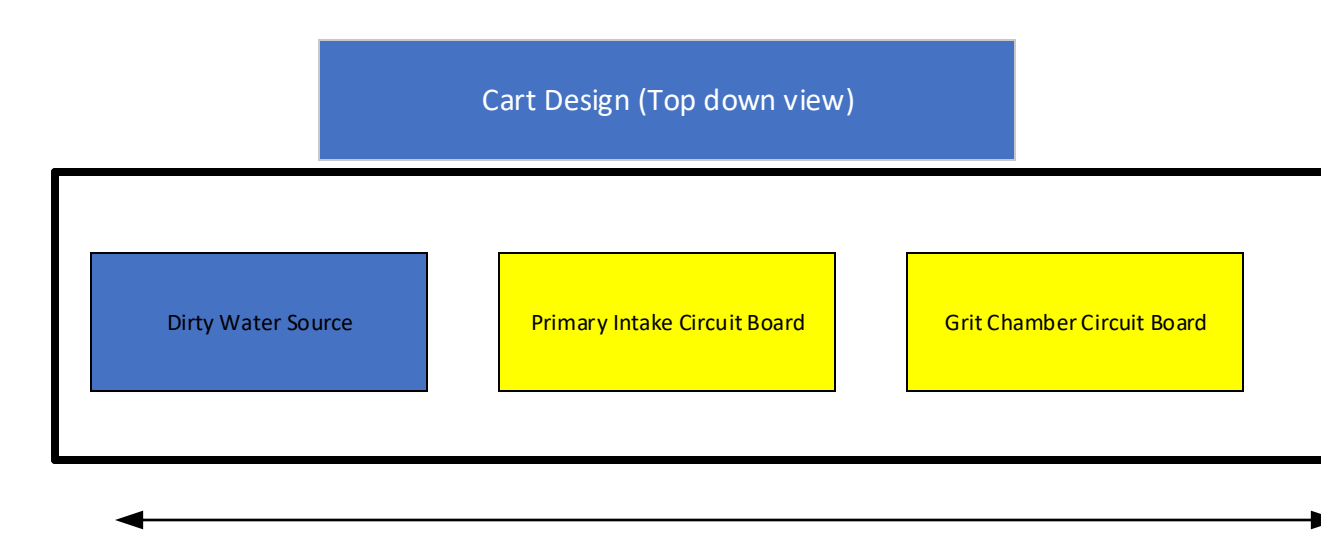 Cart Design (Top down view)
Dirty Water Source
Primary Intake Circuit Board
Grit Chamber Circuit Board